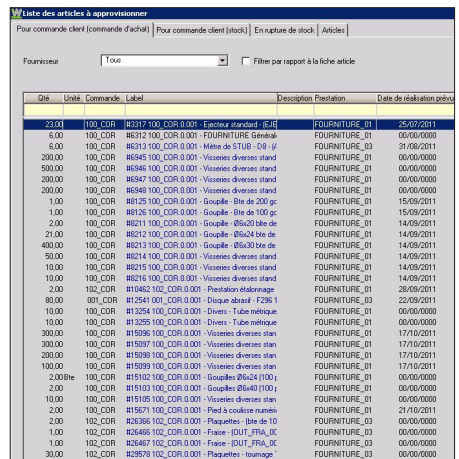 Liste des articles à approvisionner
Pour commande client (commande d'achat) Pour commande client (stock) En rupture de stock Articles
Fournisseur Tous Filtrer par rapport à la fiche article
Qté Unité Commande Label Description Prestation Date de réalisation prévu
23,00 100_COR #3317 100_COR.0.001 - Ejecteur standard - (EJE FOURNITURE_01 25/07/2011
6,00 100_COR #6312 100_COR.0.001 - FOURNITURE Général FOURNITURE_01 00/00/0000
6,00 100_COR #6313 100_COR.0.001 - Mètre de STUB - D8 - (4 FOURNITURE_03 31/08/2011
200,00 100_COR #6945 100_COR.0.001 - Visseries diverses stand FOURNITURE_01 00/00/0000
500,00 100_COR #6946 100_COR.0.001 - Visseries diverses stand FOURNITURE_01 00/00/0000
200,00 100_COR #6947 100_COR.0.001 - Visseries diverses stand FOURNITURE_01 00/00/0000
200,00 100_COR #6948 100_COR.0.001 - Visseries diverses stand FOURNITURE_01 00/00/0000
1,00 100_COR #8125 100_COR.0.001 - Goupille - Bte de 200 gc FOURNITURE_01 15/09/2011
1,00 100_COR #8126 100_COR.0.001 - Goupille - Bte de 100 gc FOURNITURE_01 15/09/2011
2,00 100_COR #8211 100_COR.0.001 - Goupille - Ø6x20 bIte de FOURNITURE_01 14/09/2011
21,00 100_COR #8212 100_COR.0.001 - Goupille - Ø6x24 bte de FOURNITURE_01 14/09/2011
400,00 100_COR #8213 100_COR.0.001 - Goupille - Ø6x30 bte de FOURNITURE_01 14/09/2011
50,00 100_COR #8214 100_COR.0.001 - Visseries diverses stand FOURNITURE_01 14/09/2011
10,00 100_COR #8215 100_COR.0.001 - Visseries diverses stand FOURNITURE_01 14/09/2011
10,00 100_COR #8216 100_COR.0.001 - Visseries diverses stand FOURNITURE_01 14/09/2011
2,00 102_COR #10462 102_COR.0.001 - Prestation étalonnage FOURNITURE_01 28/09/2011
80,00 001_COR #12541 001_COR.0.001 - Disque abrasif - F296 1 FOURNITURE_03 22/09/2011
10,00 100_COR #13254 100_COR.0.001 - Divers - Tube métrique FOURNITURE_01 00/00/0000
10,00 100_COR #13255 100_COR.0.001 - Divers - Tube métrique FOURNITURE_01 00/00/0000
300,00 100_COR #15096 100_COR.0.001 - Visseries diverses stan FOURNITURE_01 17/10/2011
300,00 100_COR #15097 100_COR.0.001 - Visseries diverses stan FOURNITURE_01 17/10/2011
200,00 100_COR #15098 100_COR.0.001 - Visseries diverses stan FOURNITURE_01 17/10/2011
100,00 100_COR #15099 100_COR.0.001 - Visseries diverses stan FOURNITURE_01 17/10/2011
2,00 Bte 100_COR #15102 100_COR.0.001 - Goupilles Ø6x24 (100 p FOURNITURE_01 00/00/0000
2,00 100_COR #15103 100_COR.0.001 - Goupilles Ø6x40 (100 p FOURNITURE_01 00/00/0000
10,00 100_COR #15105 100_COR.0.001 - Visseries diverses stan FOURNITURE_01 00/00/0000
2,00 102_COR #15671 100_COR.0.001 - Pied à coulisse numéri FOURNITURE_01 21/10/2011
2,00 102_COR #26366 102_COR.0.001 - Plaquettes - (bte de 10 FOURNITURE_03 00/00/0000
1,00 102_COR #26466 102_COR.0.001 - Fraise - (OUT_FRA_0C FOURNITURE_03 00/00/0000
1,00 102_COR #26467 102_COR.0.001 - Fraise - (OUT_FRA_0C FOURNITURE_03 00/00/0000
30,00 102_COR #29578 102_COR.0.001 - Plaquettes - tournage FOURNITURE_03 00/00/0000